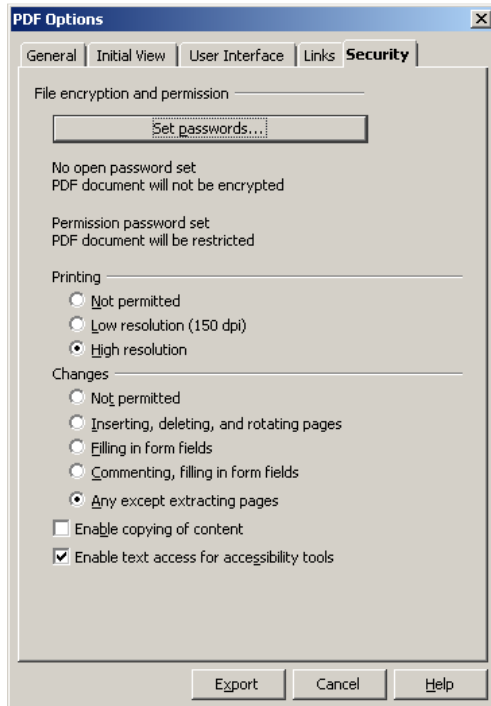 PDF Options
General Initial View User Interface Links Security
File encryption and permission
Set passwords...
No open password set
PDF document will not be encrypted
Permission password set
PDF document will be restricted
Printing
Not permitted
Low resolution (150 dpi)
High resolution
Changes
Not permitted
Inserting, deleting, and rotating pages
Filling in form fields
Commenting, filling in form fields
Any except extracting pages
Enable copying of content
Enable text access for accessibility tools
Export Cancel Help